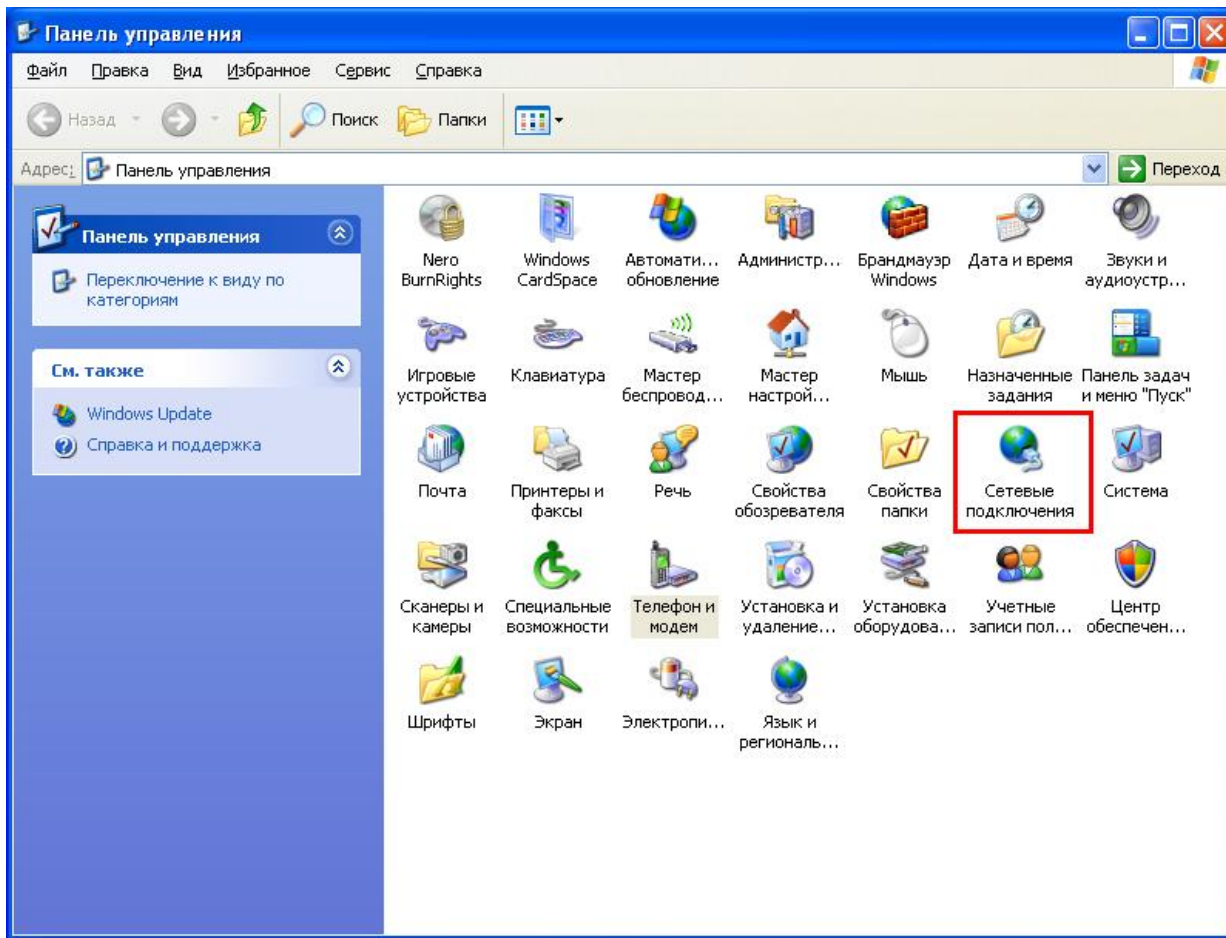 Панель управления
Файл Правка Вид Избранное Сервис Справка
Назад Поиск Папки
Адрес: Панель управления Переход
Панель управления
Переключение к виду по
категориям
См. также
Windows Update
Справка и поддержка
Nero
BurnRights
Windows
CardSpace
Автомати...
обновление
Администр...
Брандмауэр
Windows
Дата и время
Звуки и
аудиоустр...
Игровые
устройства
Клавиатура
Мастер
беспровод...
Мастер
настрой...
Мышь
Назначенные
задания
Панель задач
и меню "Пуск"
Почта
Принтеры и
факсы
Речь
Свойства
обозревателя
Свойства
папки
Сетевые
подключения
Система
Сканеры и
камеры
Специальные
возможности
Телефон и
модем
Установка и
удаление...
Установка
оборудова...
Учетные
записи пол...
Центр
обеспечен...
Шрифты
Экран
Электропи...
Язык и
региональ...